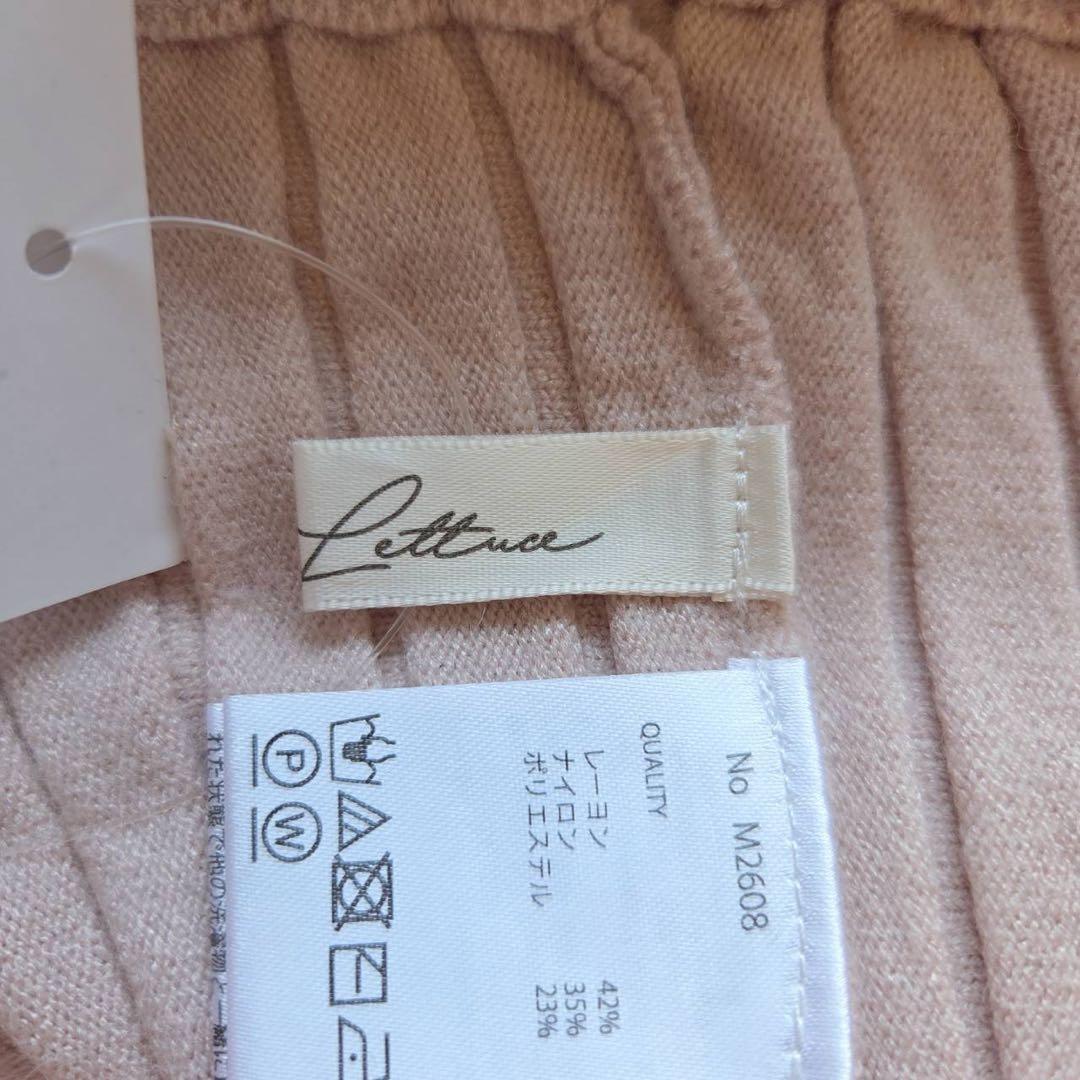 Lettuce
No M2608
QUALITY
レーヨン 42%
ナイロン 35%
ポリエステル 23%
P
W